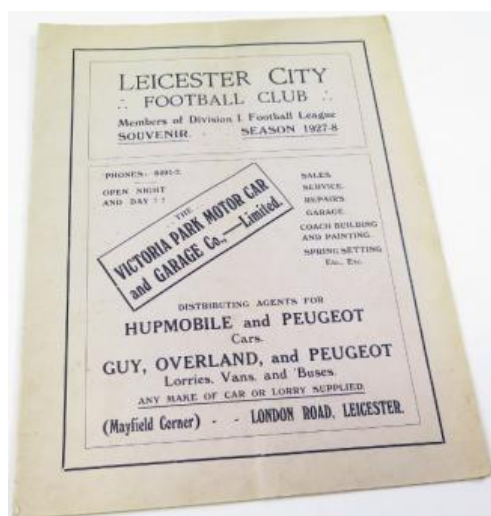 LEICESTER CITY
.·. FOOTBALL CLUB .·.
Members of Division I Football League
SOUVENIR. . . SEASON 1927-8
PHONES:
OPEN NIGHT
AND DAY ! !
THE
VICTORIA PARK MOTOR CAR
and GARAGE Co.,—Limited.
SALES.
SERVICE.
REPAIRS.
GARAGE.
COACH BUILDING
AND PAINTING.
SPRING SETTING
Etc., Etc.
DISTRIBUTING AGENTS FOR
HUPMOBILE and PEUGEOT
Cars.
GUY, OVERLAND, and PEUGEOT
Lorries, Vans, and 'Buses.
ANY MAKE OF CAR OR LORRY SUPPLIED.
(Mayfield Corner) - - LONDON ROAD, LEICESTER.